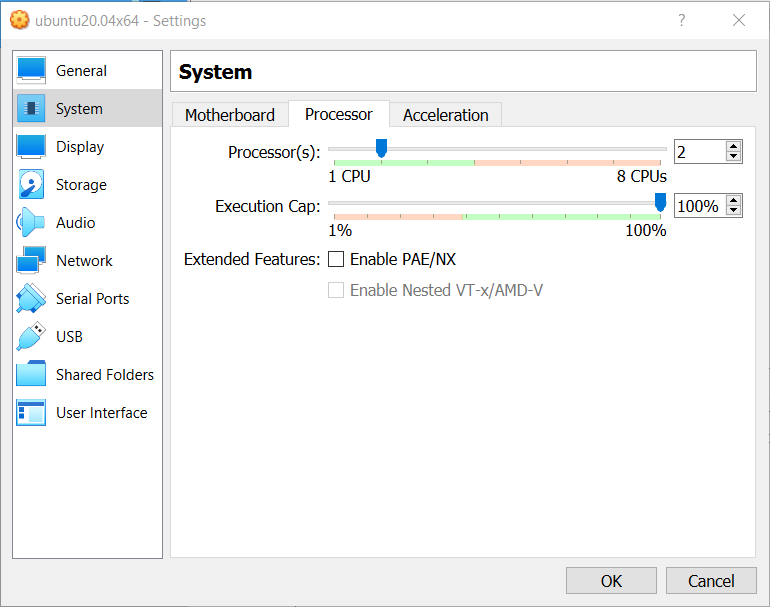 ubuntu20.04x64 - Settings
?
General
System
Display
Storage
Audio
Network
Serial Ports
USB
Shared Folders
User Interface
System
Motherboard Processor Acceleration
Processor(s): 2
1 CPU 8 CPUs
Execution Cap: 100%
1% 100%
Extended Features: Enable PAE/NX
Enable Nested VT-x/AMD-V
OK Cancel